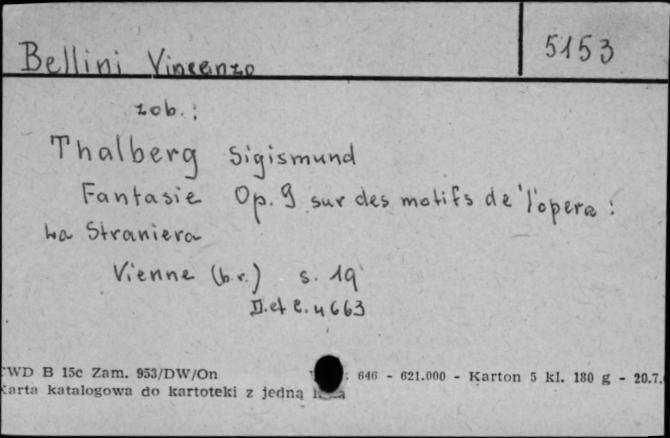 Bellini Vincenzo
5153
zob.:
Thalberg Sigismund
Fantasie Op. 9 sur des motifs de l'opera:
La Straniera
Vienne (b.r.) s. 19
D. et C. 4663
CWD B 15c Zam. 953/DW/On : 646 - 621.000 - Karton 5 kl. 180 g - 20.7.
Karta katalogowa do kartoteki z jedną